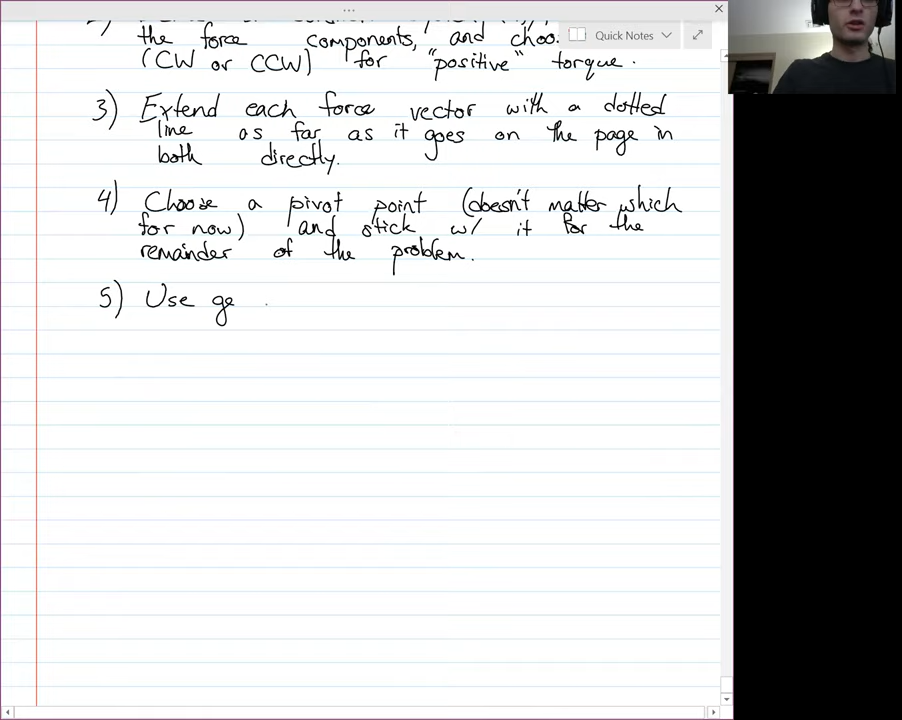 the force components, and choo
Quick Notes
(CW or CCW) for "positive" torque.
3) Extend each force vector with a dotted
line as far as it goes on the page in
both directly.
4) Choose a pivot point (doesn't matter which
for now) and stick w/ it for the
remainder of the problem.
5) Use ge